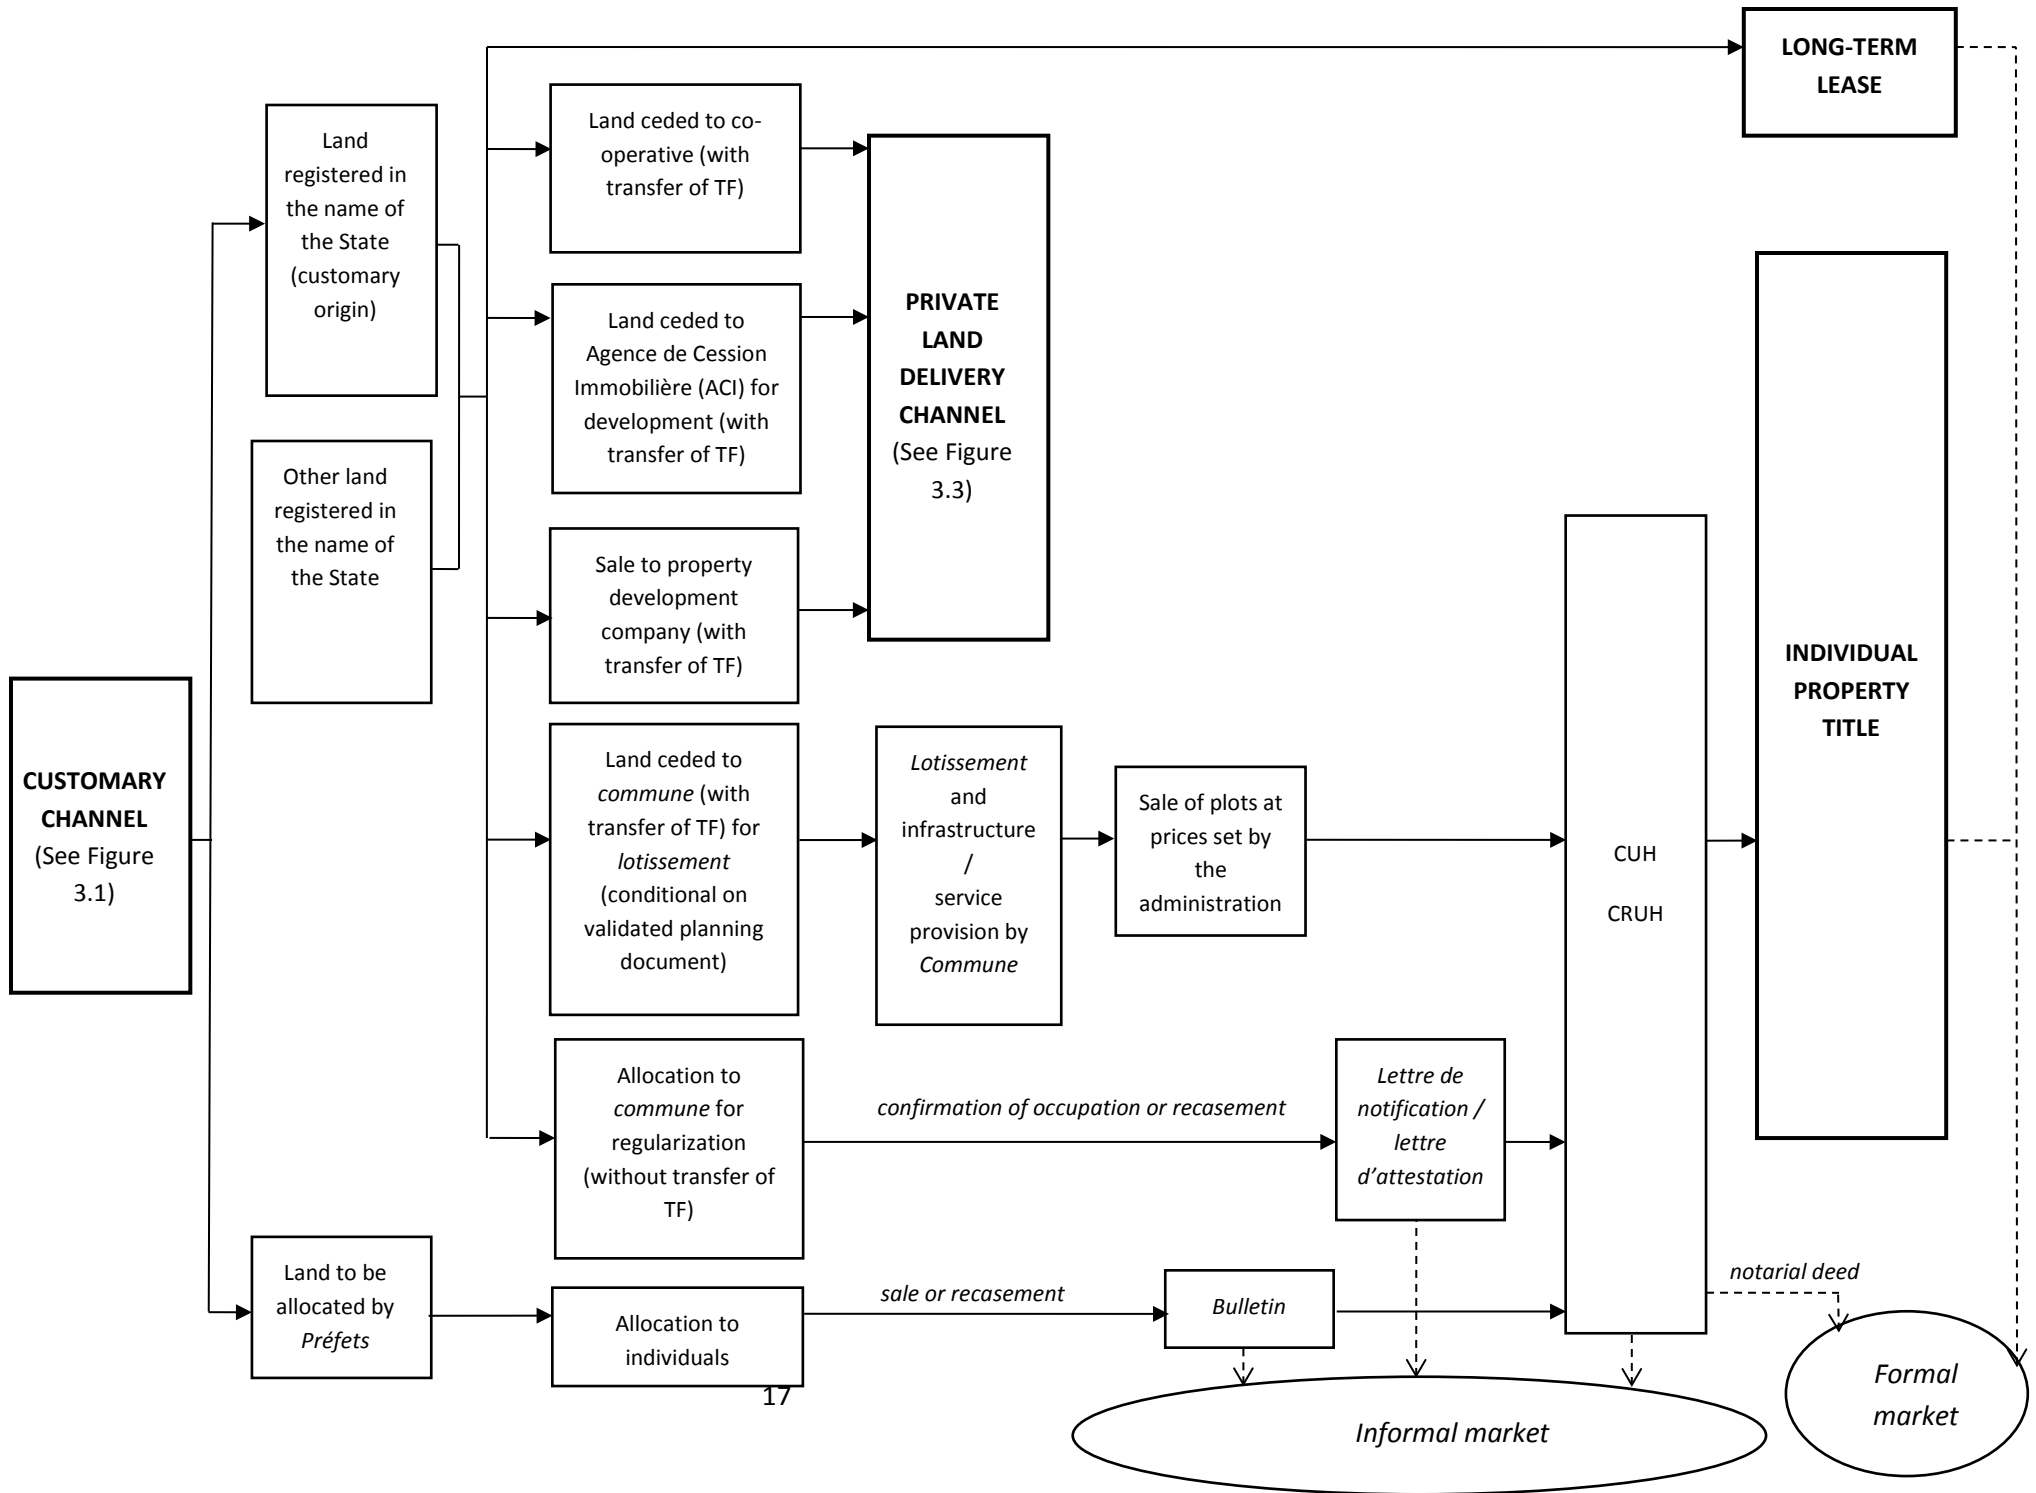 LONG-TERM
LEASE
Land
registered in
the name of
the State
(customary
origin)
Land ceded to co-
operative (with
transfer of TF)
PRIVATE
LAND
DELIVERY
CHANNEL
(See Figure
3.3)
Land ceded to
Agence de Cession
Immobilière (ACI) for
development (with
transfer of TF)
Other land
registered in
the name of
the State
Sale to property
development
company (with
transfer of TF)
INDIVIDUAL
PROPERTY
TITLE
CUSTOMARY
CHANNEL
(See Figure
3.1)
Land ceded to
commune (with
transfer of TF) for
lotissement
(conditional on
validated planning
document)
Lotissement
and
infrastructure
/
service
provision by
Commune
Sale of plots at
prices set by
the
administration
CUH
CRUH
Allocation to
commune for
regularization
(without transfer of
TF)
confirmation of occupation or recasement
Lettre de
notification /
lettre
d’attestation
Land to be
allocated by
Préfets
Allocation to
individuals
sale or recasement
Bulletin
notarial deed
Formal
market
Informal market
17